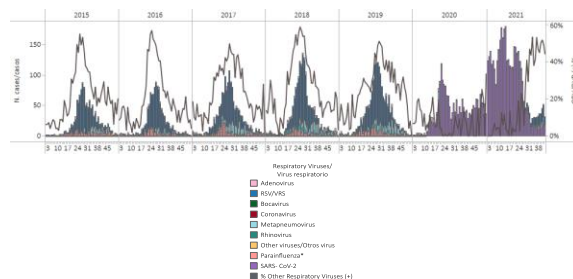 2015 2016 2017 2018 2019 2020 2021
N. cases/casos
150
100
50
0
60%
40%
20%
0%
3 10 17 24 31 38 45 3 10 17 24 31 38 45 3 10 17 24 31 38 45 3 10 17 24 31 38 45 3 10 17 24 31 38 45 3 10 17 24 31 38 45 3 10 17 24 31 38
Respiratory Viruses/
Virus respiratorio
Adenovirus
RSV/VRS
Bocavirus
Coronavirus
Metapneumovirus
Rhinovirus
Other viruses/Otros virus
Parainfluenza*
SARS- CoV-2
% Other Respiratory Viruses (+)